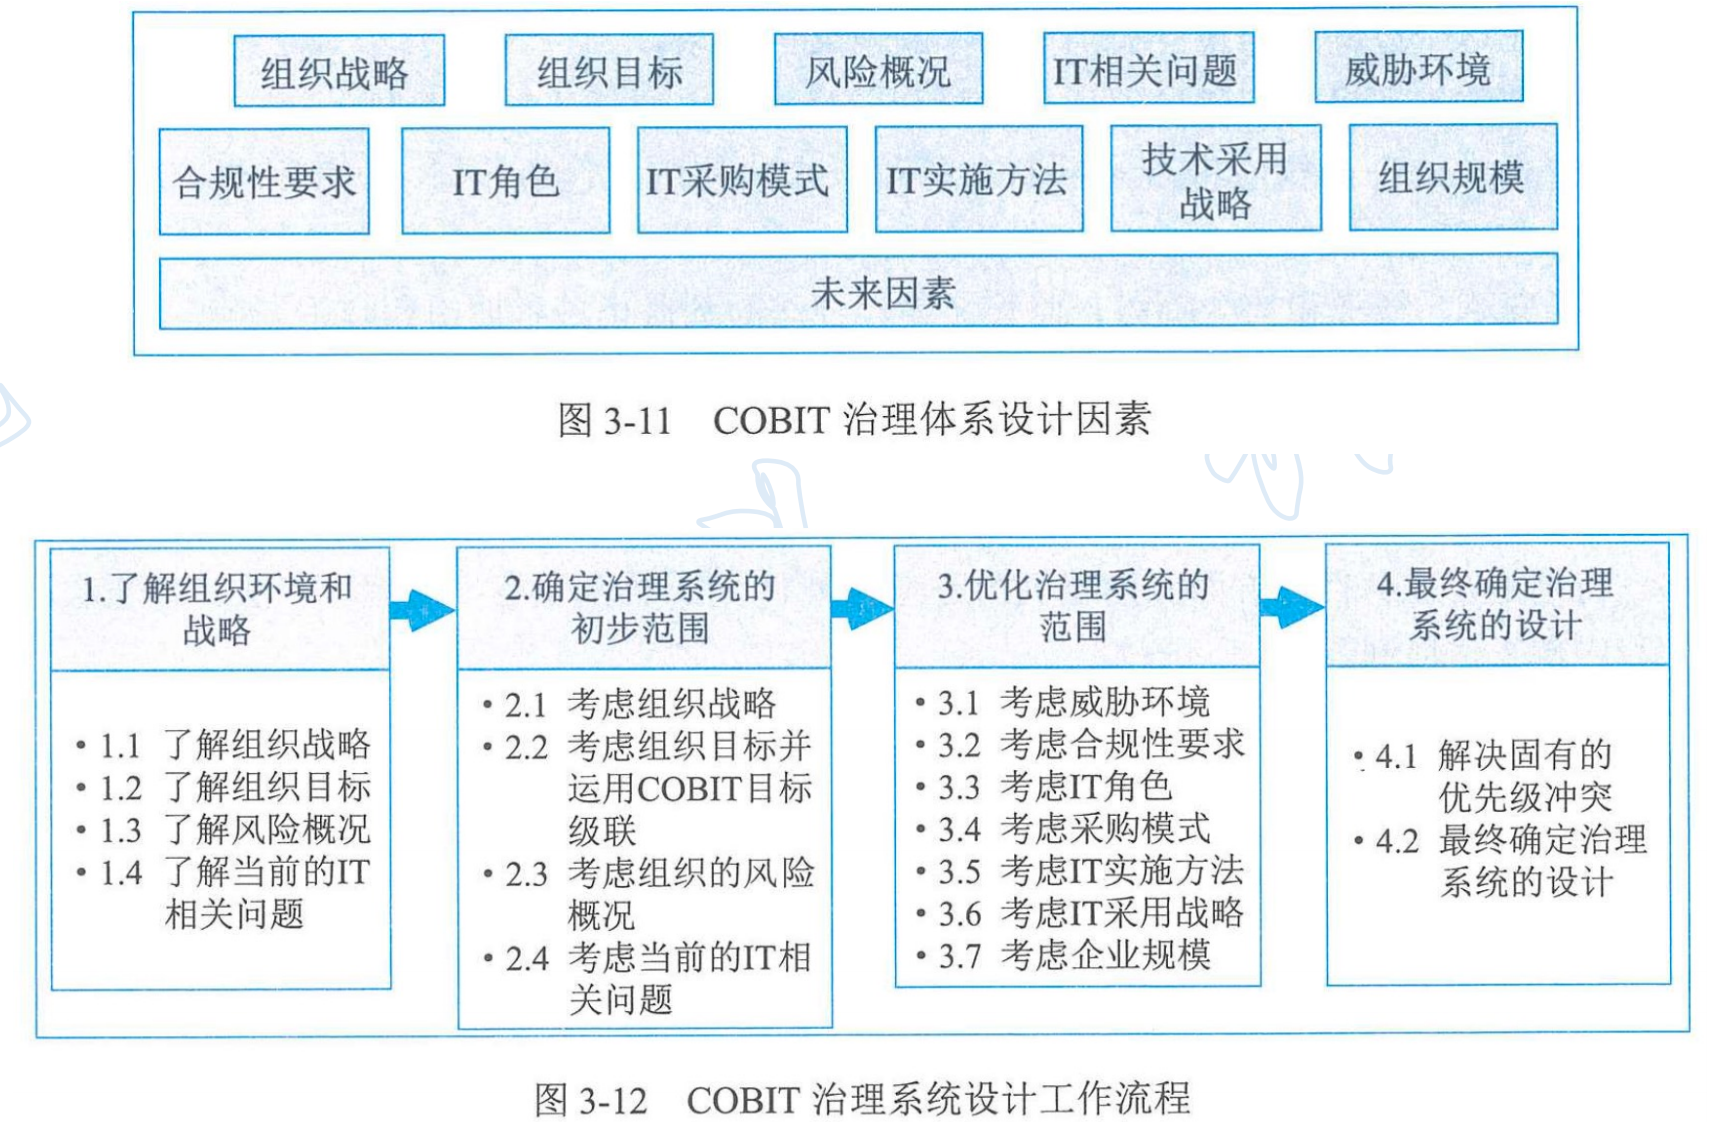 组织战略
组织目标
风险概况
IT相关问题
威胁环境
合规性要求
IT角色
IT采购模式
IT实施方法
技术采用
战略
组织规模
未来因素
图 3-11 COBIT 治理体系设计因素
1.了解组织环境和
战略
• 1.1 了解组织战略
• 1.2 了解组织目标
• 1.3 了解风险概况
• 1.4 了解当前的IT
相关问题
2.确定治理系统的
初步范围
• 2.1 考虑组织战略
• 2.2 考虑组织目标并
运用COBIT目标
级联
• 2.3 考虑组织的风险
概况
• 2.4 考虑当前的IT相
关问题
3.优化治理系统的
范围
• 3.1 考虑威胁环境
• 3.2 考虑合规性要求
• 3.3 考虑IT角色
• 3.4 考虑采购模式
• 3.5 考虑IT实施方法
• 3.6 考虑IT采用战略
• 3.7 考虑企业规模
4.最终确定治理
系统的设计
• 4.1 解决固有的
优先级冲突
• 4.2 最终确定治理
系统的设计
图 3-12 COBIT 治理系统设计工作流程